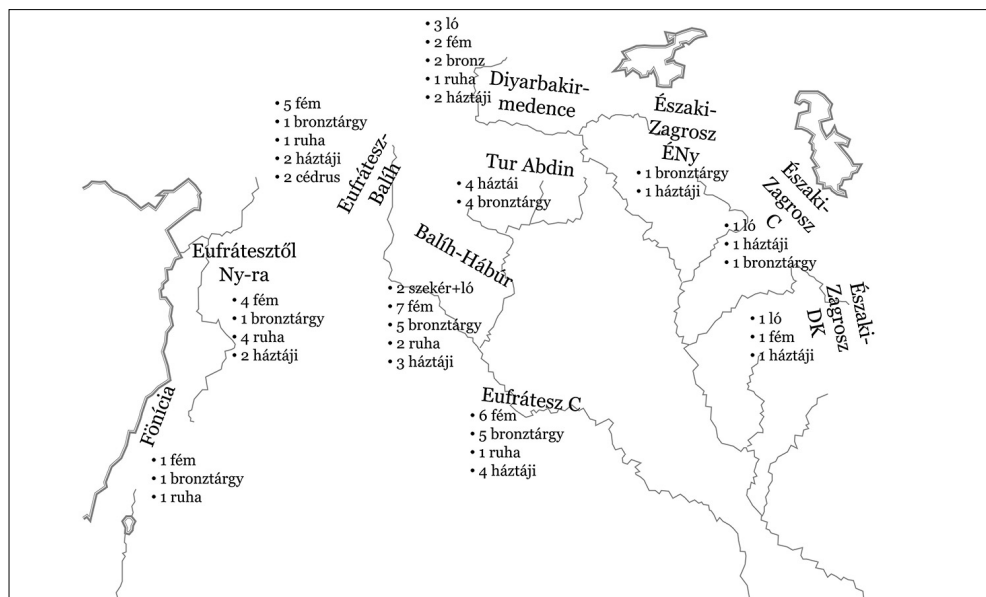 • 3 ló
• 2 fém
• 2 bronz
• 1 ruha
• 2 háztáji
Diyarbakir-
medence
• 5 fém
• 1 bronztárgy
• 1 ruha
• 2 háztáji
• 2 cédrus
Eufrátesz-
Balíh
Északi-
Zagrosz
ÉNy
• 1 bronztárgy
• 1 háztáji
Tur Abdin
• 4 háztái
• 4 bronztárgy
Északi-
Zagrosz
C
• 1 ló
• 1 háztáji
• 1 bronztárgy
Balíh-Hábúr
• 2 szekér+ló
• 7 fém
• 5 bronztárgy
• 2 ruha
• 3 háztáji
Eufrátesztől
Ny-ra
• 4 fém
• 1 bronztárgy
• 4 ruha
• 2 háztáji
Északi-
Zagrosz
DK
• 1 ló
• 1 fém
• 1 háztáji
Eufrátesz C
• 6 fém
• 5 bronztárgy
• 1 ruha
• 4 háztáji
Fönícia
• 1 fém
• 1 bronztárgy
• 1 ruha